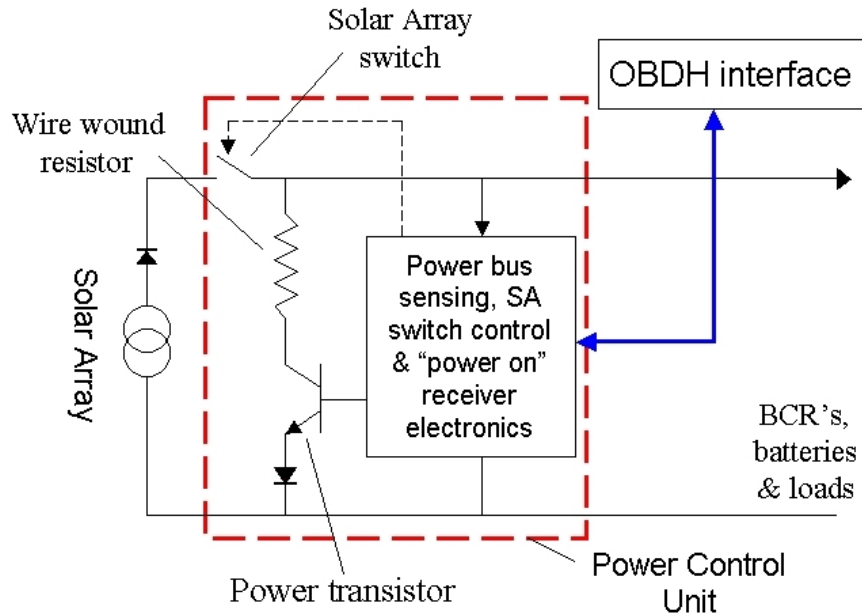 Solar Array
switch
OBDH interface
Wire wound
resistor
Solar Array
Power bus
sensing, SA
switch control
& “power on”
receiver
electronics
BCR’s,
batteries
& loads
Power transistor
Power Control
Unit